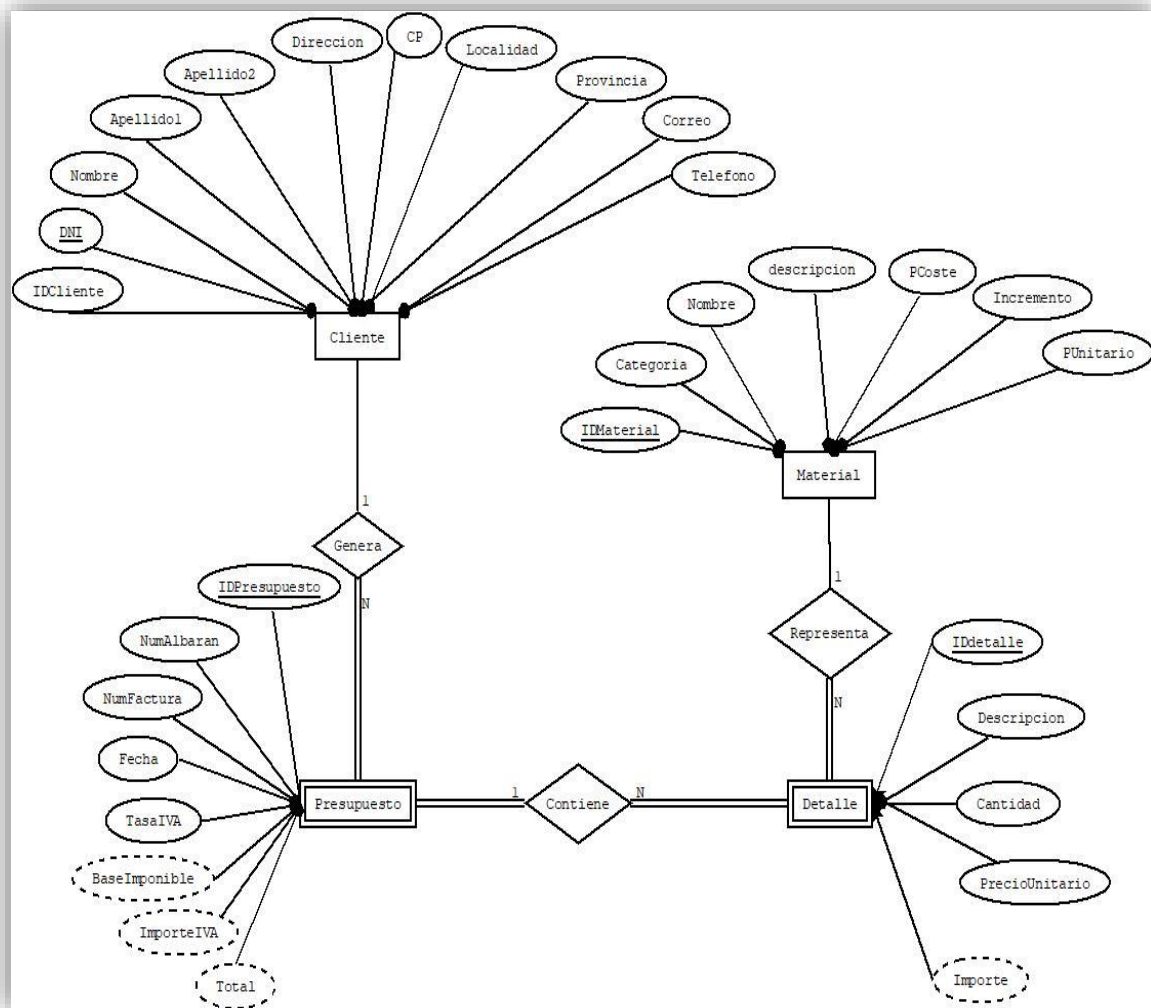 Direccion
CP
Localidad
Apellido2
Provincia
Apellido1
Correo
Nombre
Telefono
DNI
IDCliente
Cliente
descripcion
PCoste
Nombre
Incremento
Categoria
PUnitario
IDMaterial
Material
1
Genera
N
1
Representa
N
IDPresupuesto
NumAlbaran
NumFactura
Fecha
TasaIVA
BaseImponible
ImporteIVA
Total
Presupuesto
1
Contiene
N
Detalle
IDdetalle
Descripcion
Cantidad
PrecioUnitario
Importe